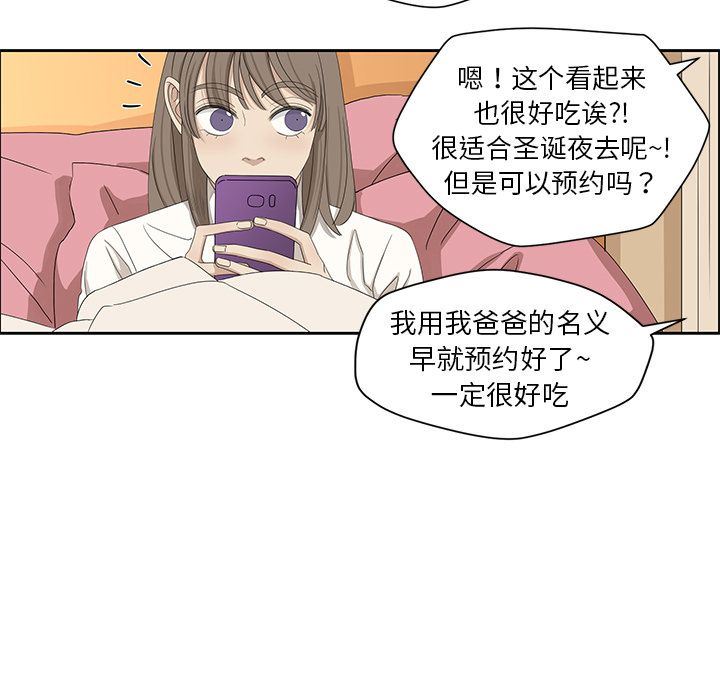 嗯！这个看起来
也很好吃诶?!
很适合圣诞夜去呢~!
但是可以预约吗？
我用我爸爸的名义
早就预约好了~
一定很好吃